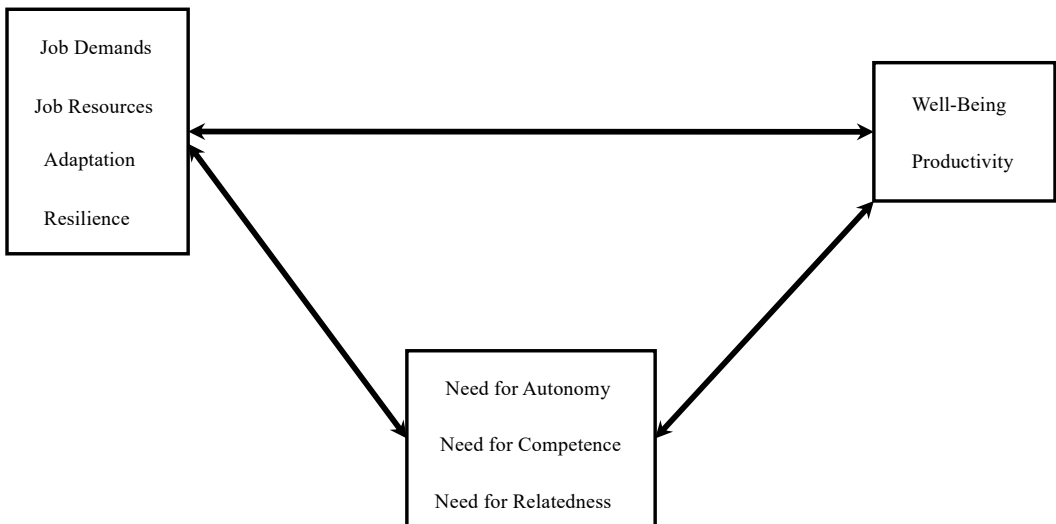 Job Demands
Job Resources
Adaptation
Resilience
Well-Being
Productivity
Need for Autonomy
Need for Competence
Need for Relatedness